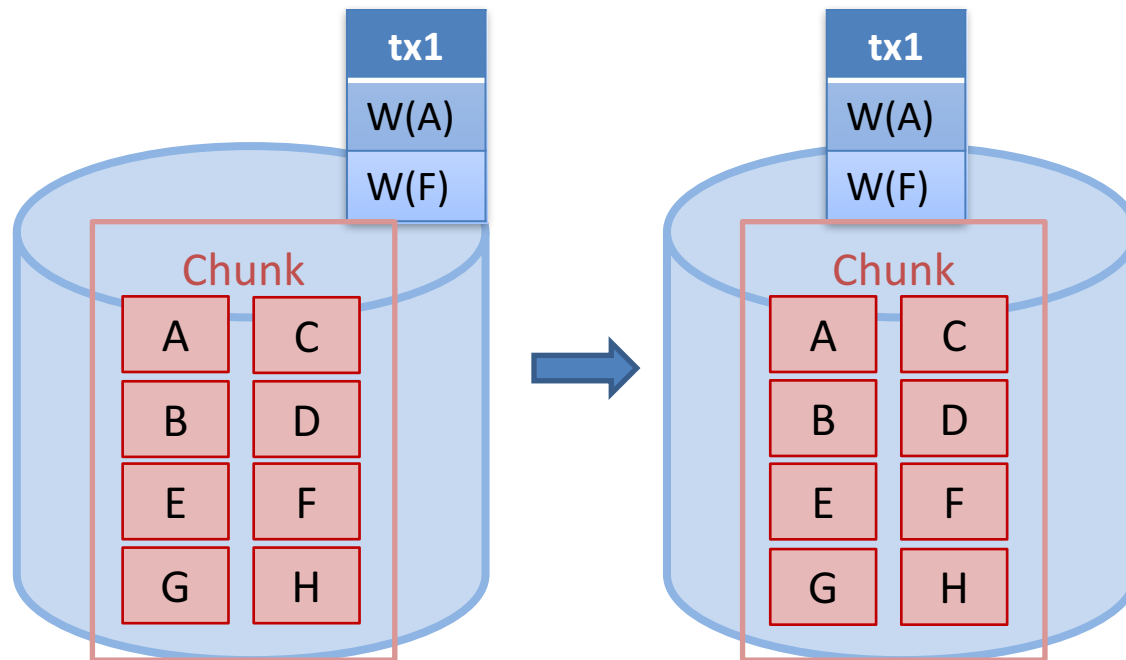 tx1
W(A)
W(F)
Chunk
A C
B D
E F
G H
tx1
W(A)
W(F)
Chunk
A C
B D
E F
G H